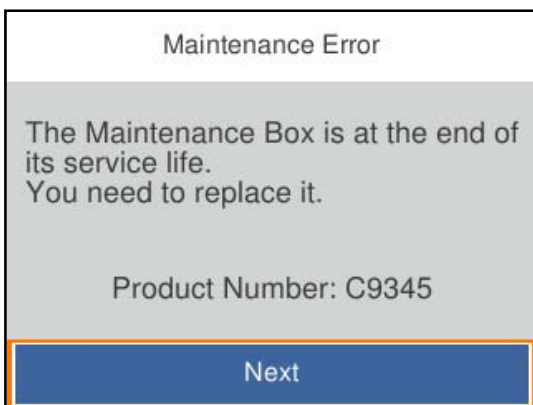 Maintenance Error
The Maintenance Box is at the end of
its service life.
You need to replace it.
Product Number: C9345
Next